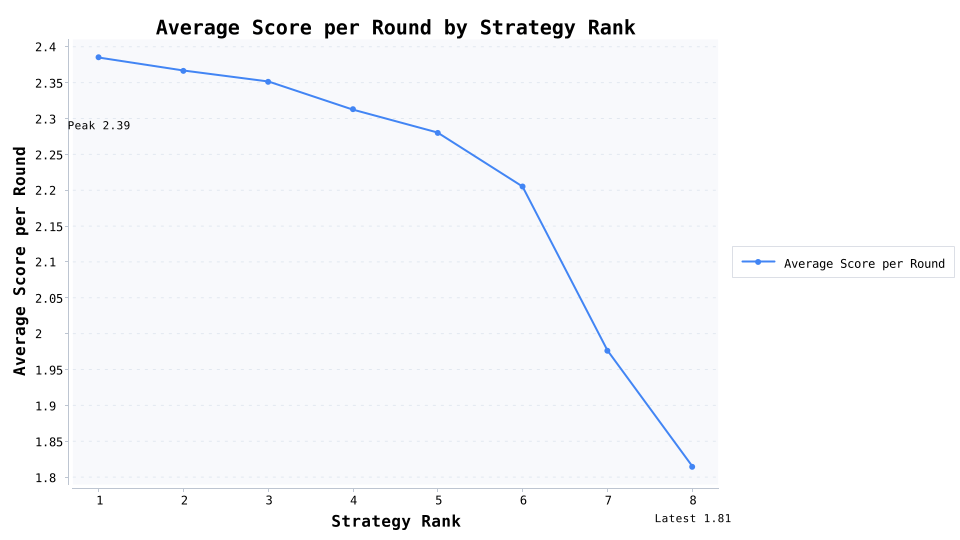 Average Score per Round by Strategy Rank
Average Score per Round
2.4
2.35
2.3
2.25
2.2
2.15
2.1
2.05
2
1.95
1.9
1.85
1.8
Peak 2.39
1 2 3 4 5 6 7 8
Latest 1.81
Strategy Rank
Average Score per Round